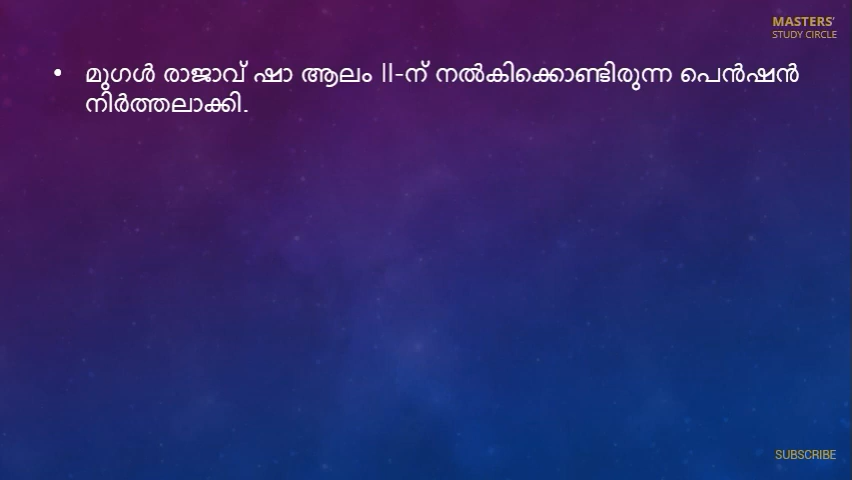 MASTERS'
STUDY CIRCLE
• മുഗൾ രാജാവ് ഷാ ആലം II-ന് നൽകിക്കൊണ്ടിരുന്ന പെൻഷൻ
നിർത്തലാക്കി.
SUBSCRIBE